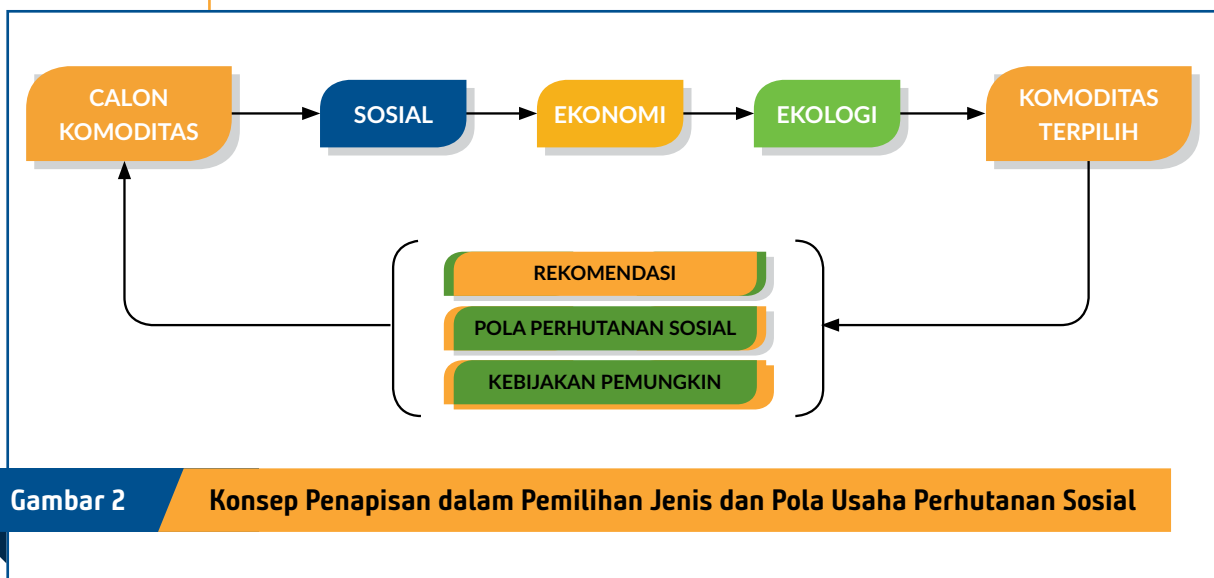 CALON
KOMODITAS
SOSIAL
EKONOMI
EKOLOGI
KOMODITAS
TERPILIH
REKOMENDASI
POLA PERHUTANAN SOSIAL
KEBIJAKAN PEMUNGKIN
Gambar 2
Konsep Penapisan dalam Pemilihan Jenis dan Pola Usaha Perhutanan Sosial